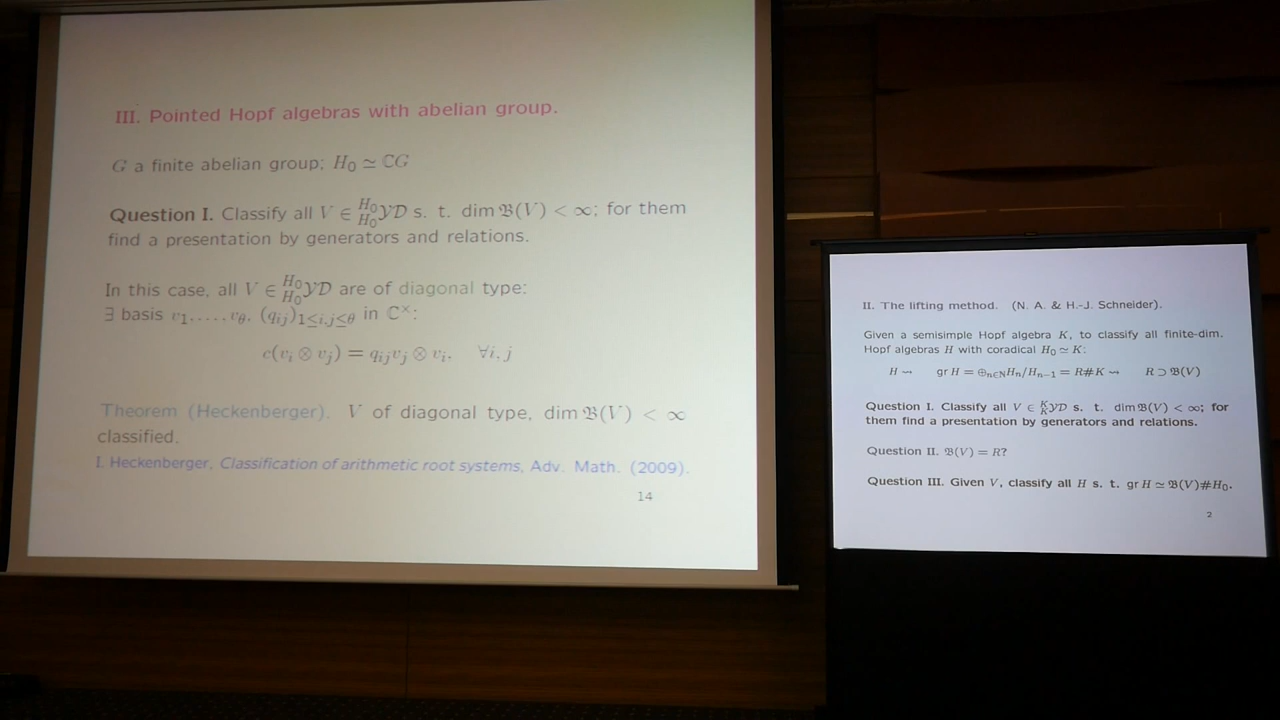 III. Pointed Hopf algebras with abelian group.
G a finite abelian group; H₀ ≃ ℂG
Question I. Classify all V ∈ ^{H₀}_{H₀}𝒴𝒟 s. t. dim 𝔅(V) < ∞; for them
find a presentation by generators and relations.
In this case, all V ∈ ^{H₀}_{H₀}𝒴𝒟 are of diagonal type:
∃ basis v₁, . . . , v_θ, (q_{ij})_{1≤i,j≤θ} in ℂ^×:
c(v_i ⊗ v_j) = q_{ij} v_j ⊗ v_i, ∀i, j
Theorem (Heckenberger). V of diagonal type, dim 𝔅(V) < ∞
classified.
I. Heckenberger, Classification of arithmetic root systems, Adv. Math. (2009).
14
II. The lifting method. (N. A. & H.-J. Schneider).
Given a semisimple Hopf algebra K, to classify all finite-dim.
Hopf algebras H with coradical H₀ ≃ K:
H ⇝ gr H = ⊕_{n∈ℕ} H_n/H_{n−1} = R#K ⇝ R ⊃ 𝔅(V)
Question I. Classify all V ∈ ^K_K𝒴𝒟 s. t. dim 𝔅(V) < ∞; for
them find a presentation by generators and relations.
Question II. 𝔅(V) = R?
Question III. Given V, classify all H s. t. gr H ≃ 𝔅(V)#H₀.
2